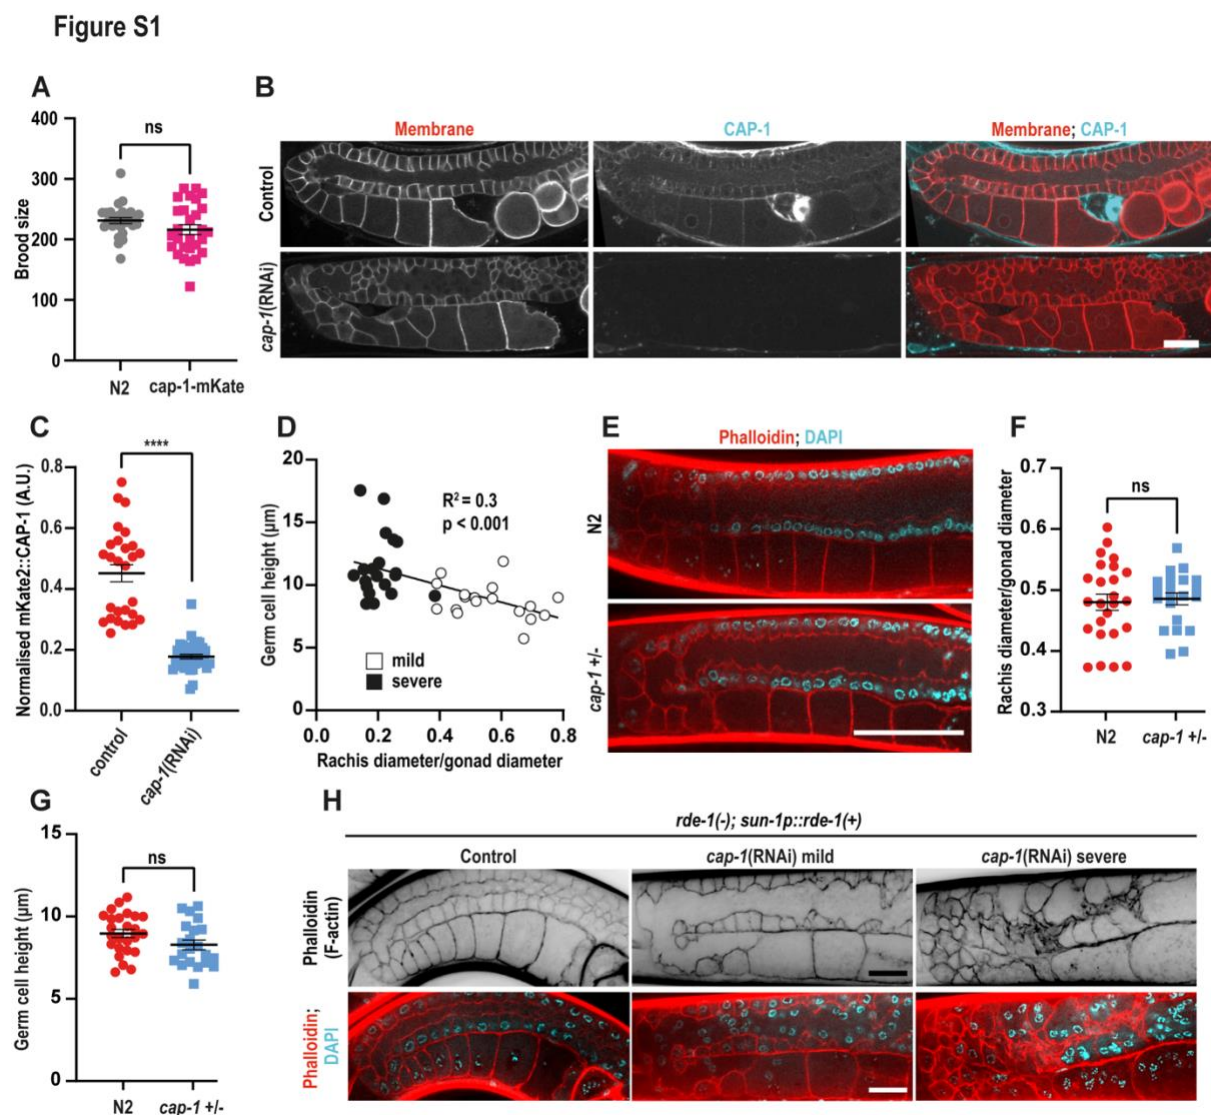 Figure S1
A
400
300
200
100
0
Brood size
ns
N2
cap-1-mKate
B
Membrane
CAP-1
Membrane; CAP-1
Control
cap-1(RNAi)
C
0.8
0.6
0.4
0.2
0.0
Normalised mKate2::CAP-1 (A.U.)
****
control
cap-1(RNAi)
D
20
15
10
5
0
Germ cell height (µm)
R² = 0.3
p < 0.001
mild
severe
0.0
0.2
0.4
0.6
0.8
Rachis diameter/gonad diameter
E
Phalloidin; DAPI
N2
cap-1 +/-
F
0.7
0.6
0.5
0.4
0.3
Rachis diameter/gonad diameter
ns
N2
cap-1 +/-
G
15
10
5
0
Germ cell height (µm)
ns
N2
cap-1 +/-
H
rde-1(-); sun-1p::rde-1(+)
Control
cap-1(RNAi) mild
cap-1(RNAi) severe
Phalloidin
(F-actin)
Phalloidin;
DAPI